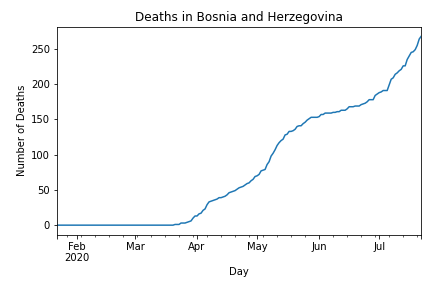 Deaths in Bosnia and Herzegovina
250
200
150
100
50
0
Number of Deaths
Feb Mar Apr May Jun Jul
2020
Day